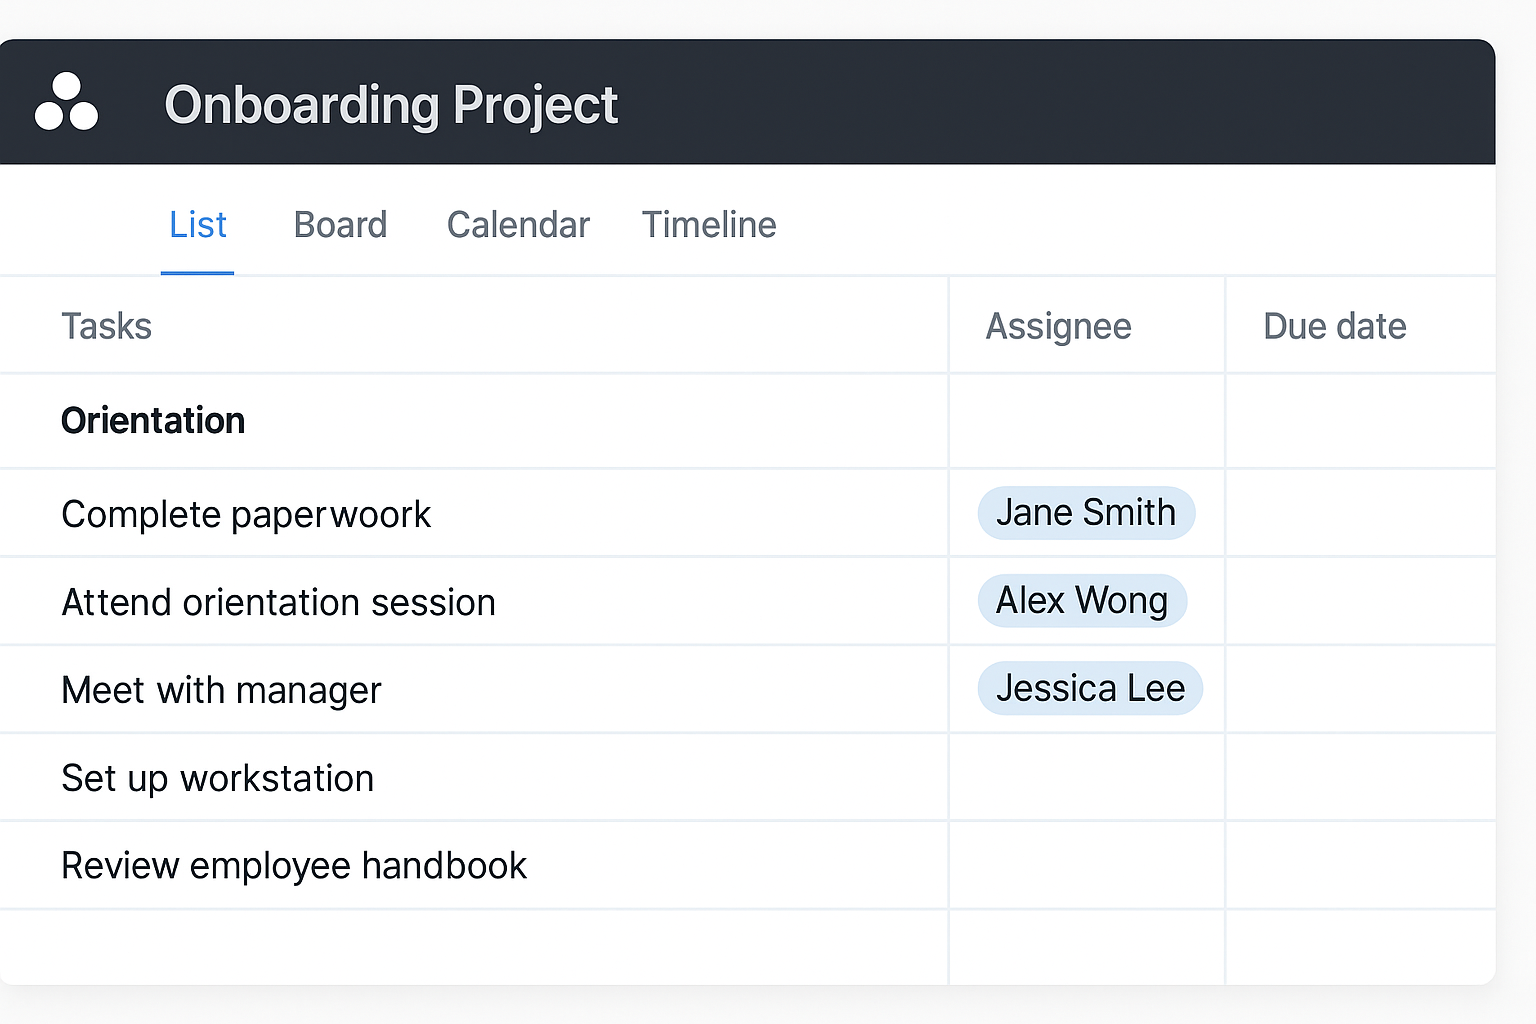 Onboarding Project
List Board Calendar Timeline
Tasks Assignee Due date
Orientation
Complete paperwoork Jane Smith
Attend orientation session Alex Wong
Meet with manager Jessica Lee
Set up workstation
Review employee handbook